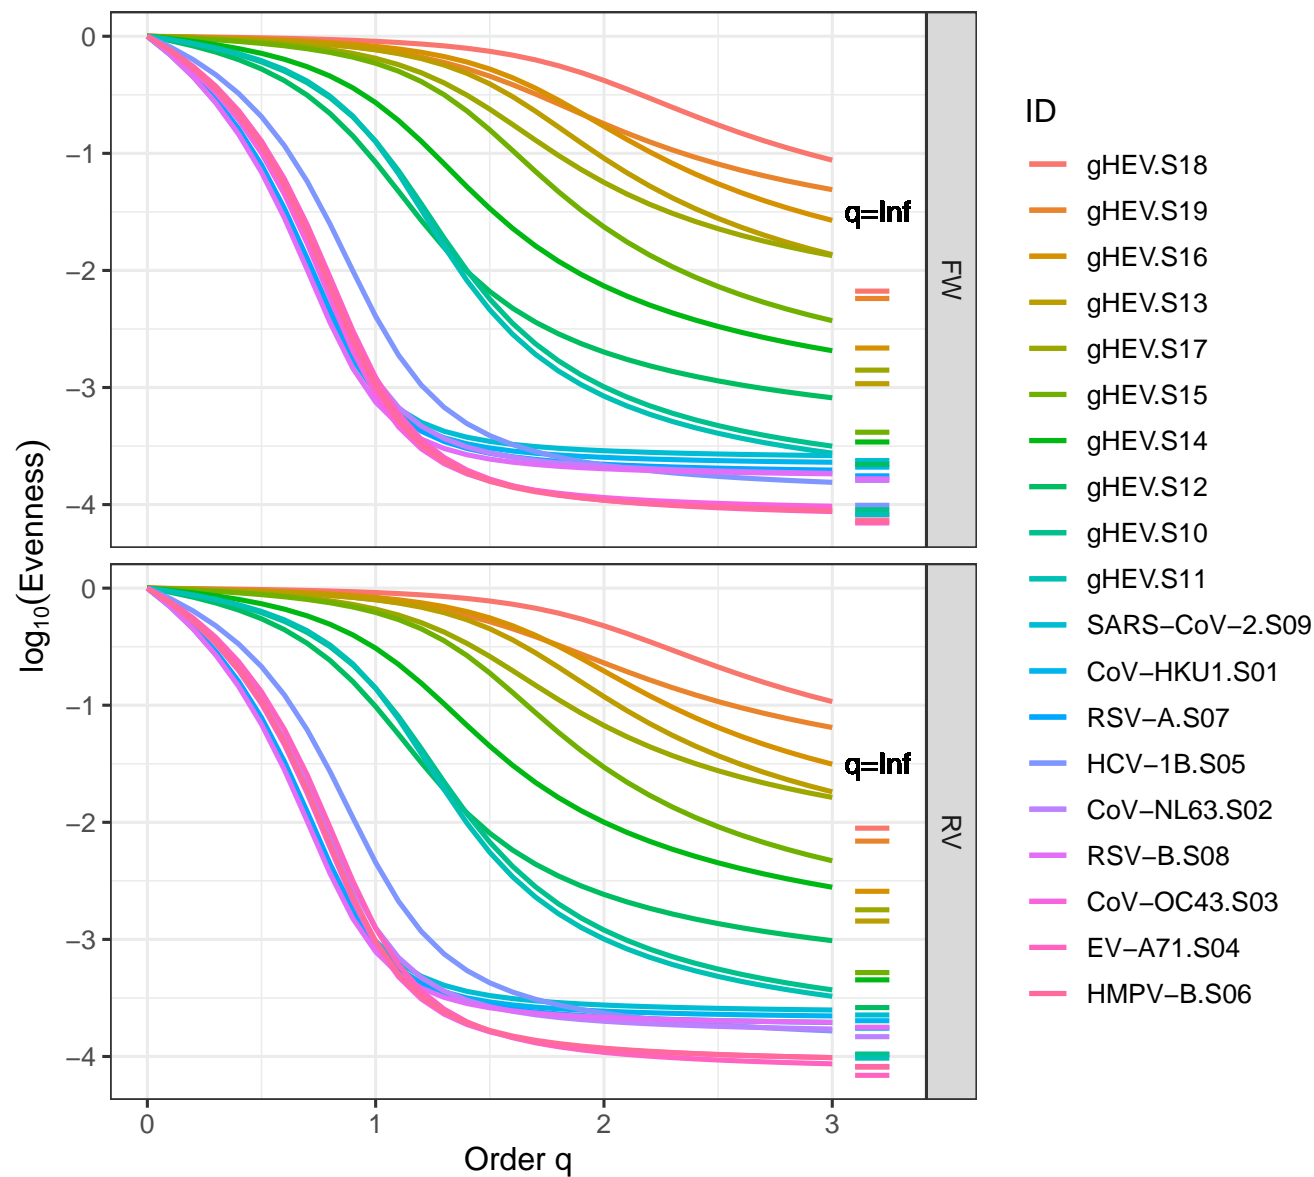 0
−1
−2
−3
−4
q=Inf
FW
0
−1
−2
−3
−4
q=Inf
RV
0
1
2
3
Order q
log₁₀(Evenness)
ID
gHEV.S18
gHEV.S19
gHEV.S16
gHEV.S13
gHEV.S17
gHEV.S15
gHEV.S14
gHEV.S12
gHEV.S10
gHEV.S11
SARS−CoV−2.S09
CoV−HKU1.S01
RSV−A.S07
HCV−1B.S05
CoV−NL63.S02
RSV−B.S08
CoV−OC43.S03
EV−A71.S04
HMPV−B.S06